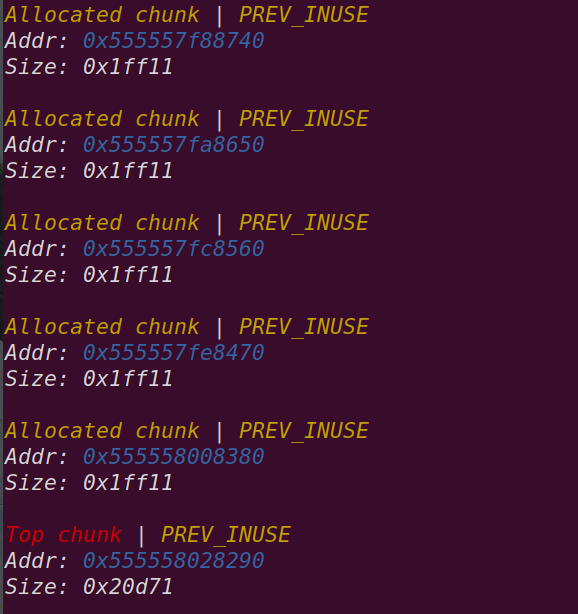 Allocated chunk | PREV_INUSE
Addr: 0x555557f88740
Size: 0x1ff11
Allocated chunk | PREV_INUSE
Addr: 0x555557fa8650
Size: 0x1ff11
Allocated chunk | PREV_INUSE
Addr: 0x555557fc8560
Size: 0x1ff11
Allocated chunk | PREV_INUSE
Addr: 0x555557fe8470
Size: 0x1ff11
Allocated chunk | PREV_INUSE
Addr: 0x555558008380
Size: 0x1ff11
Top chunk | PREV_INUSE
Addr: 0x555558028290
Size: 0x20d71